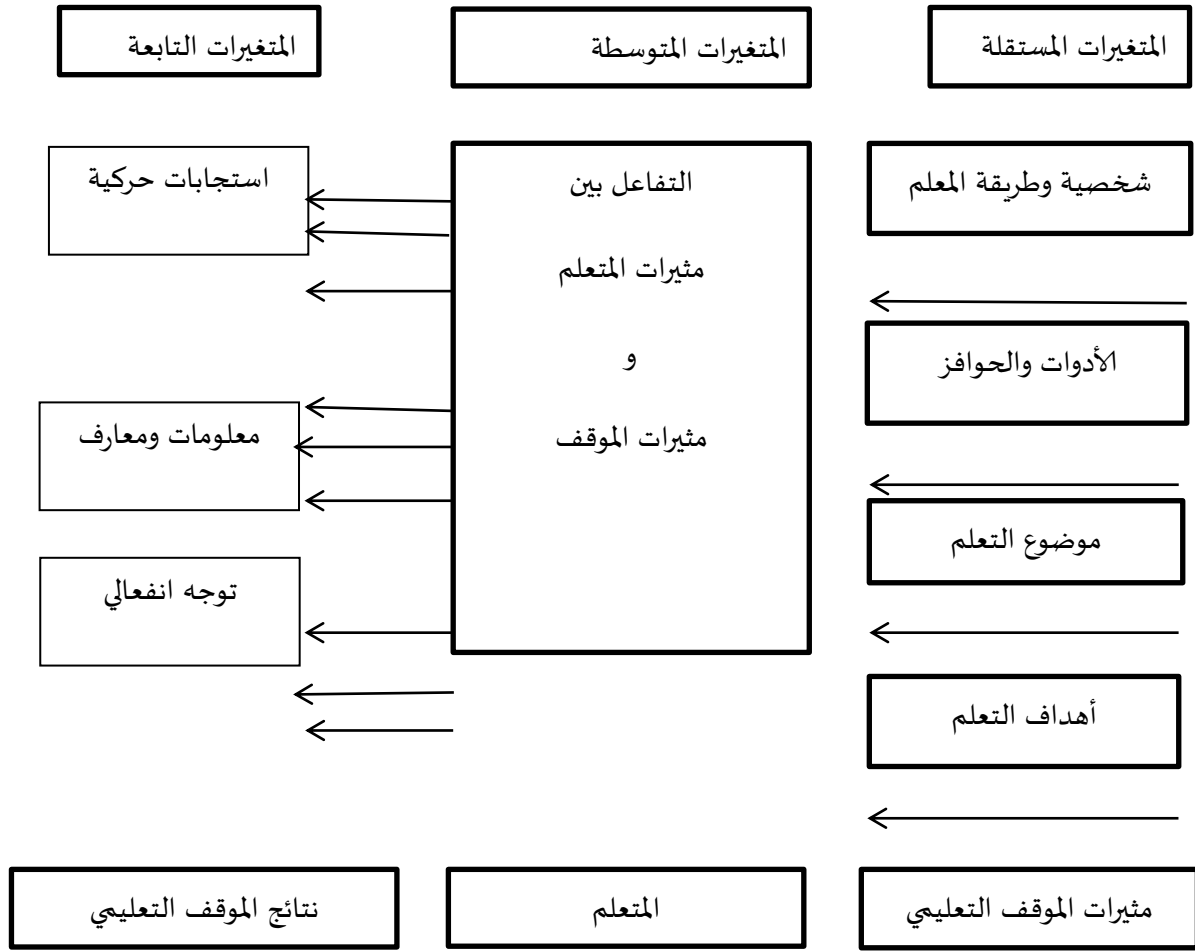 المتغيرات المستقلة
المتغيرات المتوسطة
المتغيرات التابعة
شخصية وطريقة المعلم
التفاعل بين
استجابات حركية
مثيرات المتعلم
الأدوات والحوافز
و
مثيرات الموقف
معلومات ومعارف
موضوع التعلم
توجه انفعالي
أهداف التعلم
مثيرات الموقف التعليمي
المتعلم
نتائج الموقف التعليمي